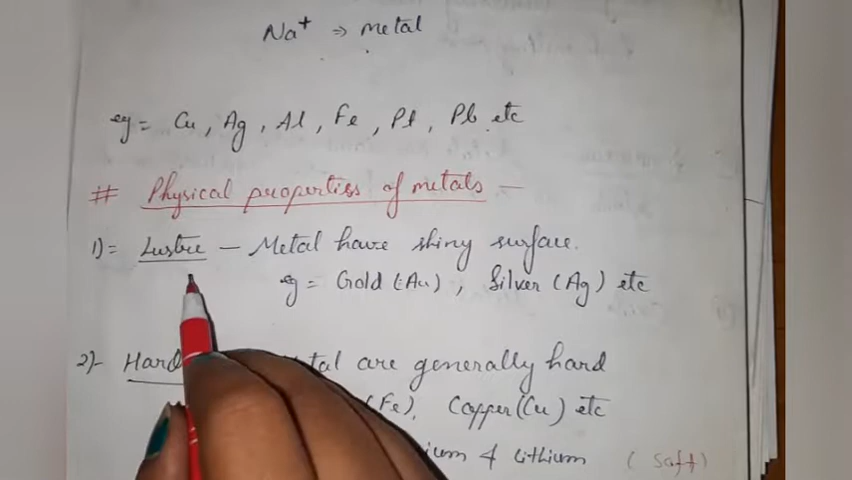 Na+ ⇒ metal
eg = Cu, Ag, Al, Fe, Pt, Pb etc
# Physical properties of metals —
1)= Lustre — Metal have shiny surface.
eg = Gold (Au), Silver (Ag) etc
2)- Hard tal are generally hard
(Fe), Copper(Cu) etc
ium & lithium (Soft)